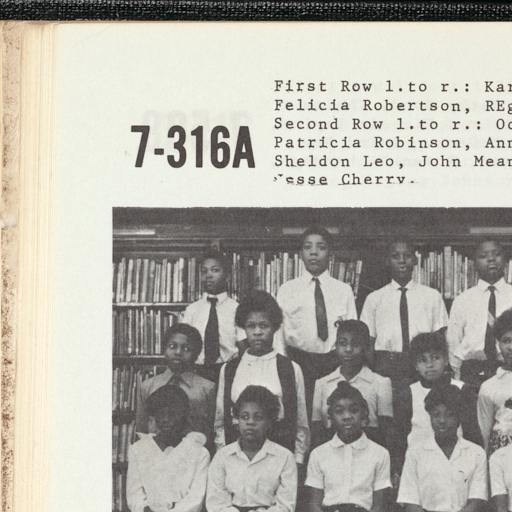 First Row l.to r.: Kar
Felicia Robertson, REg
Second Row l.to r.: Oc
7-316A
Patricia Robinson, Ann
Sheldon Leo, John Mean
Jesse Cherry.